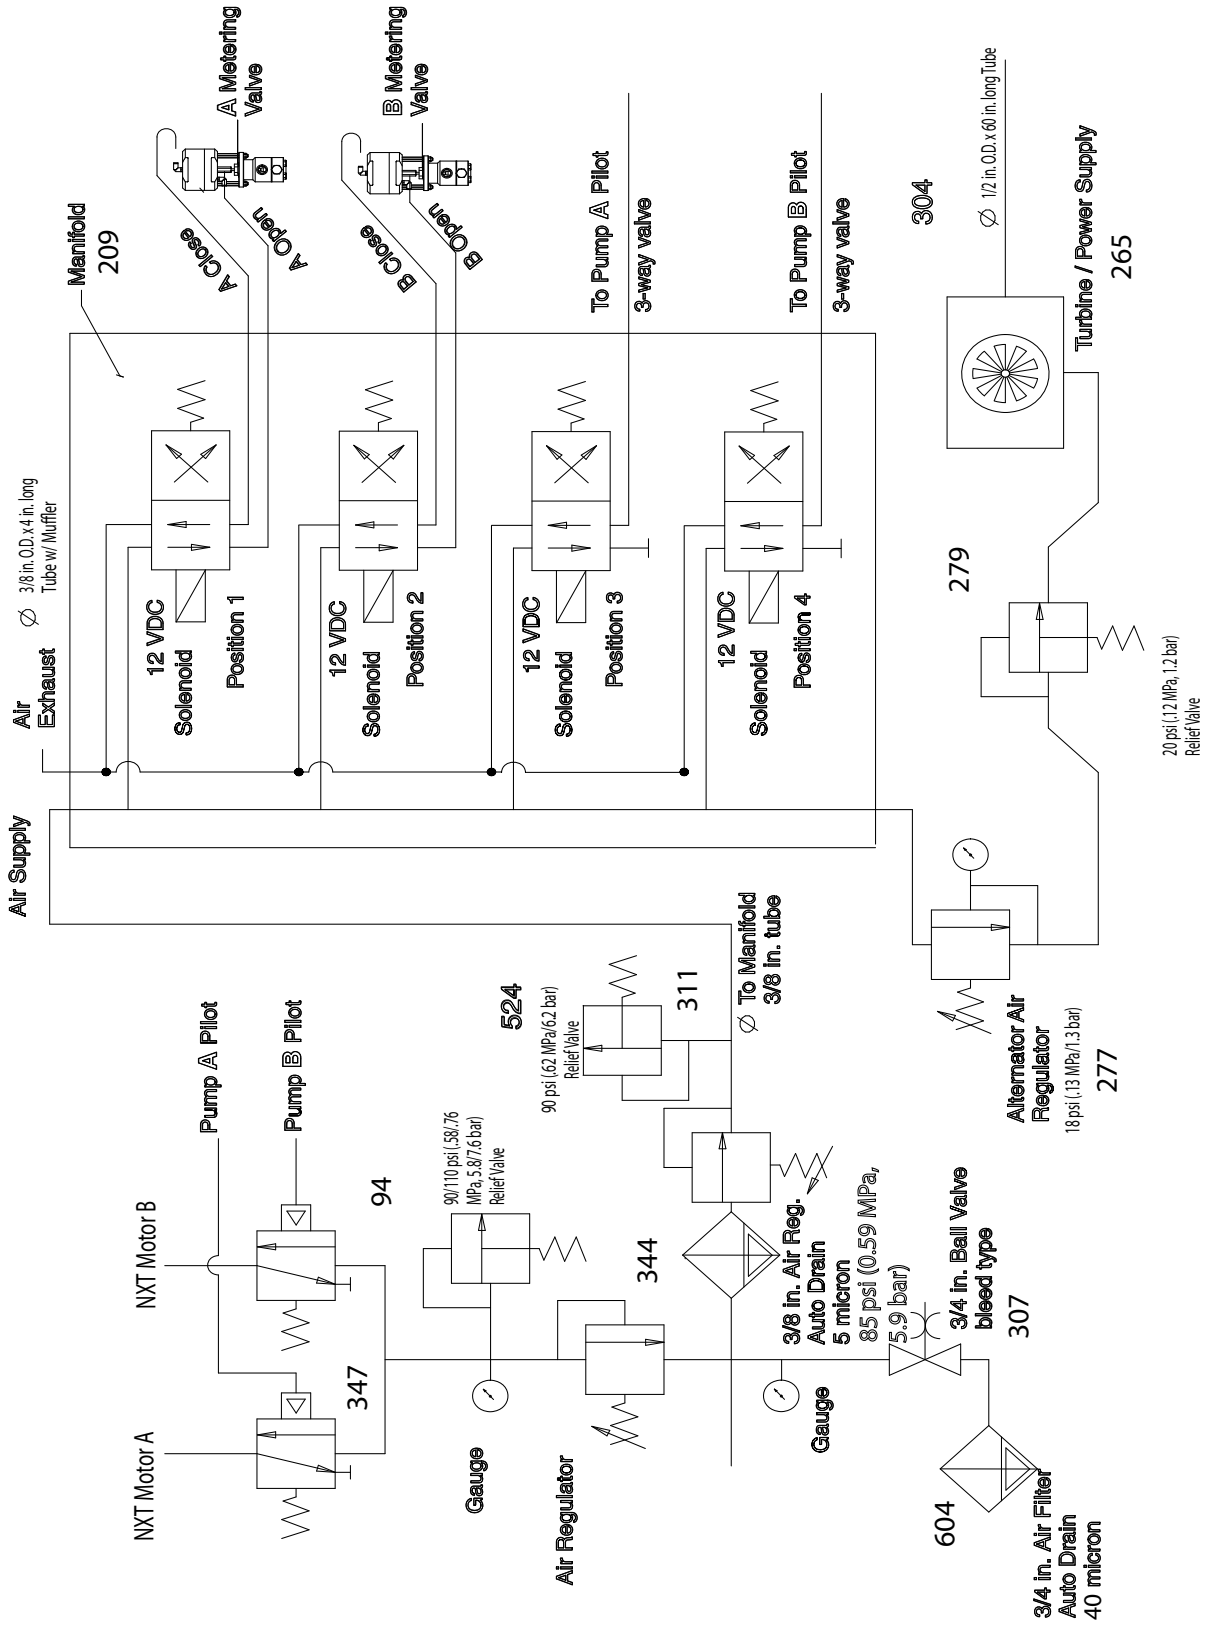 Air Supply
Air
Exhaust
∅ 3/8 in. O.D. x 4 in. long
Tube w/ Muffler
Manifold
209
12 VDC
Solenoid
Position 1
A Close
A Open
A Metering
Valve
12 VDC
Solenoid
Position 2
B Close
B Open
B Metering
Valve
12 VDC
Solenoid
Position 3
To Pump A Pilot
3-way valve
12 VDC
Solenoid
Position 4
To Pump B Pilot
3-way valve
304
∅ 1/2 in. O.D. x 60 in. long Tube
Turbine / Power Supply
265
279
20 psi (.12 MPa, 1.2 bar)
Relief Valve
Alternator Air
Regulator
18 psi (.13 MPa/1.3 bar)
277
NXT Motor A
NXT Motor B
Pump A Pilot
Pump B Pilot
347
94
90/110 psi (.58/.76
MPa, 5.8/7.6 bar)
Relief Valve
Gauge
Air Regulator
344
524
90 psi (.62 MPa/6.2 bar)
Relief Valve
311
∅ To Manifold
3/8 in. tube
3/8 in. Air Reg.
Auto Drain
5 micron
85 psi (0.59 MPa,
5.9 bar)
Gauge
3/4 in. Ball Valve
bleed type
307
604
3/4 in. Air Filter
Auto Drain
40 micron